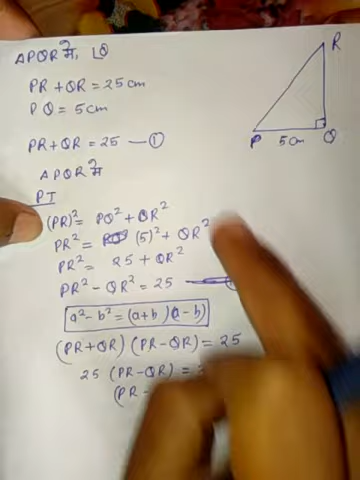 ΔPQR में, LQ
PR + QR = 25 cm
PQ = 5 cm
PR + QR = 25 — ①
ΔPQR में
PT
(PR)² = PQ² + QR²
PR² = (5)² + QR²
PR² = 25 + QR²
PR² - QR² = 25
a² - b² = (a+b)(a-b)
(PR + QR) (PR - QR) = 25
25 (PR - QR) =
(PR -
R
P 5cm Q